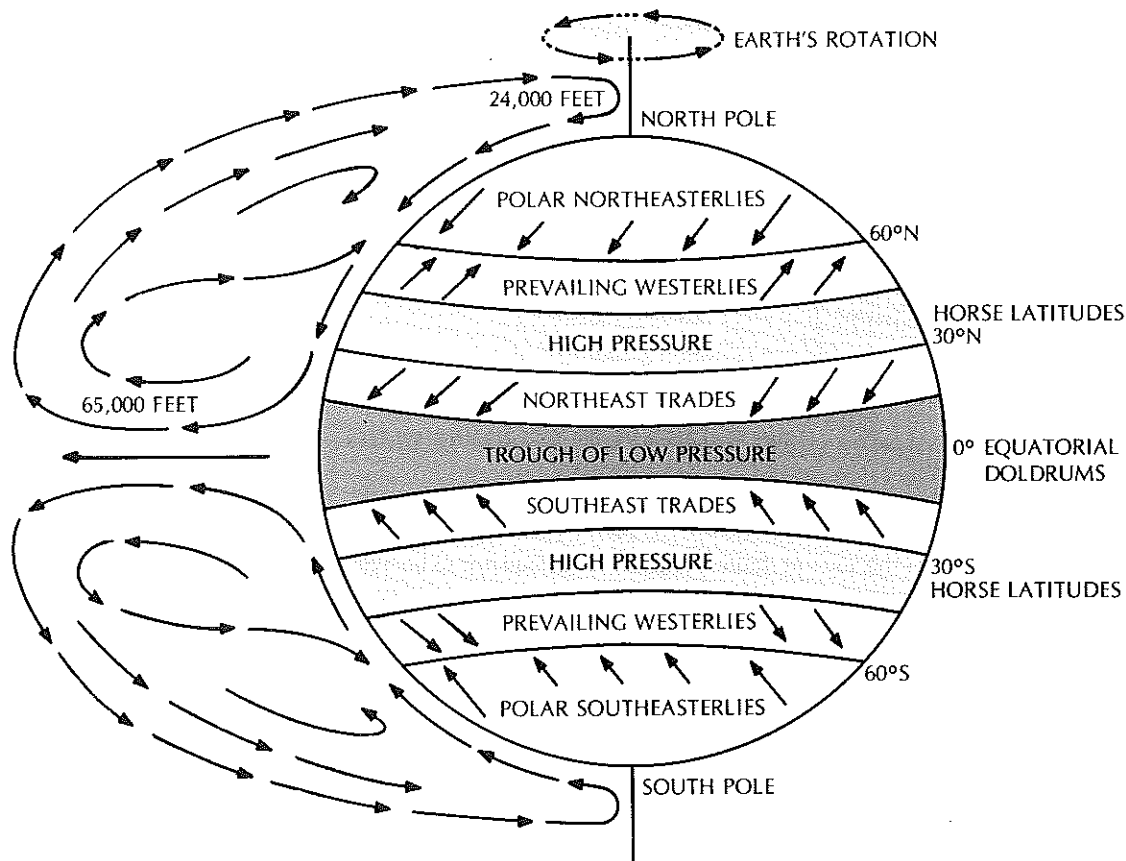 EARTH'S ROTATION
24,000 FEET
NORTH POLE
POLAR NORTHEASTERLIES
60°N
PREVAILING WESTERLIES
HORSE LATITUDES
30°N
HIGH PRESSURE
65,000 FEET
NORTHEAST TRADES
TROUGH OF LOW PRESSURE
0° EQUATORIAL
DOLDRUMS
SOUTHEAST TRADES
HIGH PRESSURE
30°S
HORSE LATITUDES
PREVAILING WESTERLIES
60°S
POLAR SOUTHEASTERLIES
SOUTH POLE